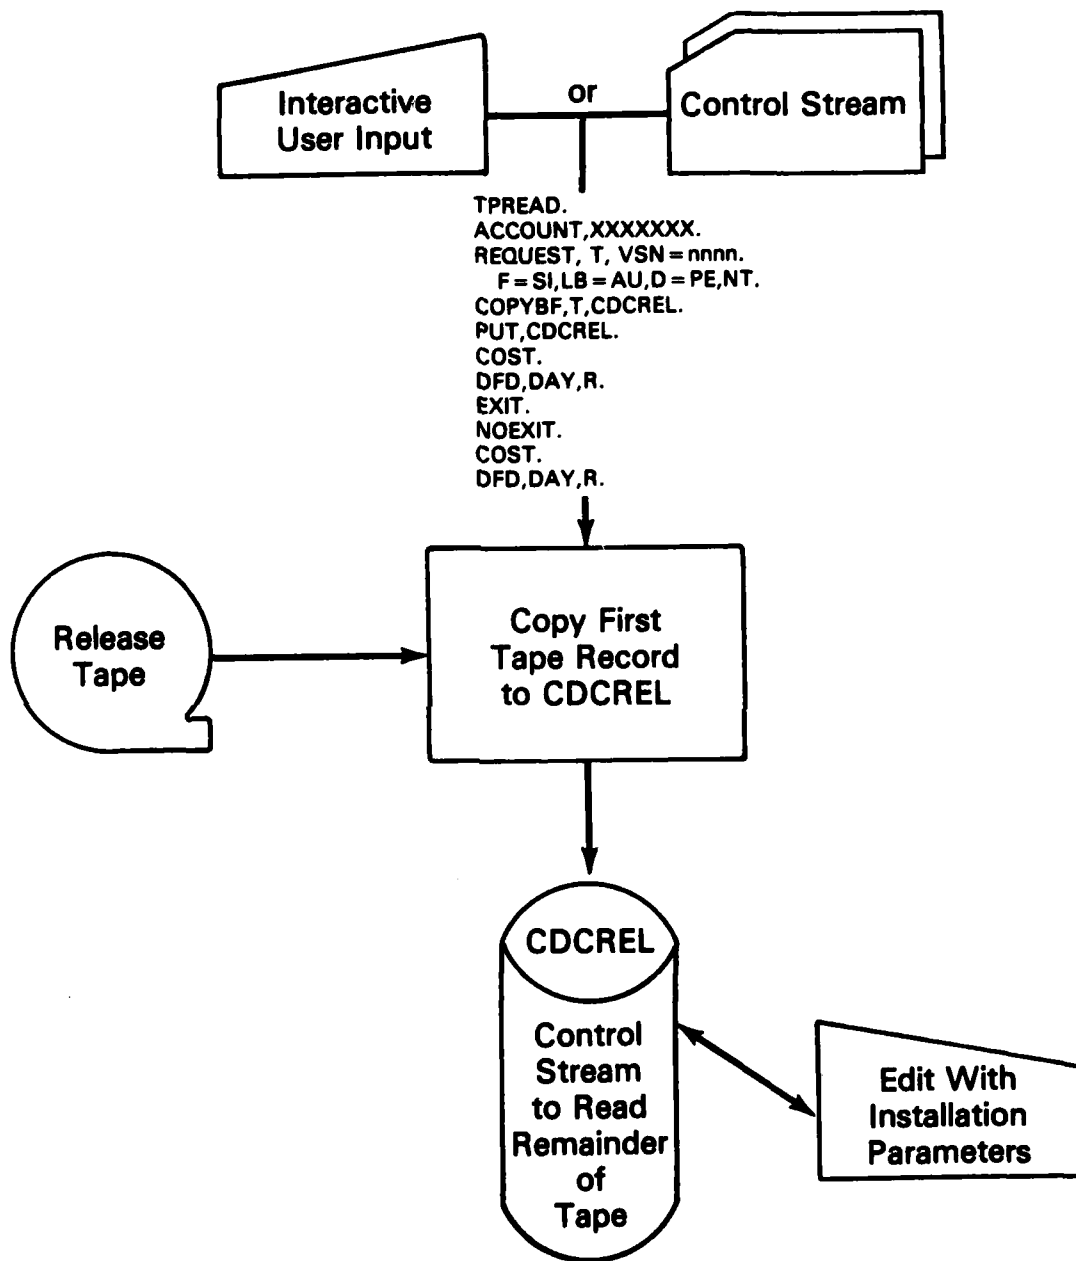 Interactive
User Input
or
Control Stream
TPREAD.
ACCOUNT,XXXXXXX.
REQUEST, T, VSN=nnnn.
F=SI,LB=AU,D=PE,NT.
COPYBF,T,CDCREL.
PUT,CDCREL.
COST.
DFD,DAY,R.
EXIT.
NOEXIT.
COST.
DFD,DAY,R.
Release
Tape
Copy First
Tape Record
to CDCREL
CDCREL
Control
Stream
to Read
Remainder
of
Tape
Edit With
Installation
Parameters